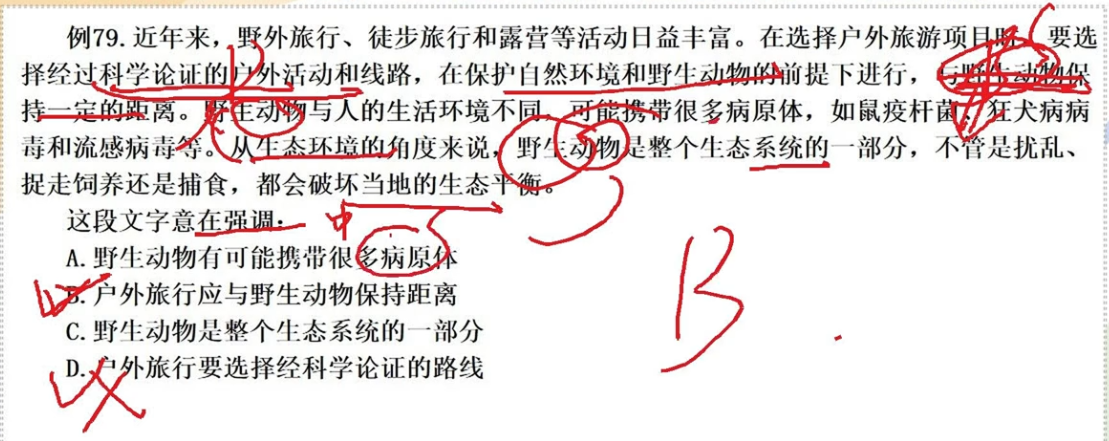 例79.近年来，野外旅行、徒步旅行和露营等活动日益丰富。在选择户外旅游项目时，要选
择经过科学论证的户外活动和线路，在保护自然环境和野生动物的前提下进行，与野生动物保
持一定的距离。野生动物与人的生活环境不同，可能携带很多病原体，如鼠疫杆菌、狂犬病病
毒和流感病毒等。从生态环境的角度来说，野生动物是整个生态系统的一部分，不管是扰乱、
捉走饲养还是捕食，都会破坏当地的生态平衡。
这段文字意在强调：
中
A.野生动物有可能携带很多病原体
B.户外旅行应与野生动物保持距离
C.野生动物是整个生态系统的一部分
D.户外旅行要选择经科学论证的路线
B